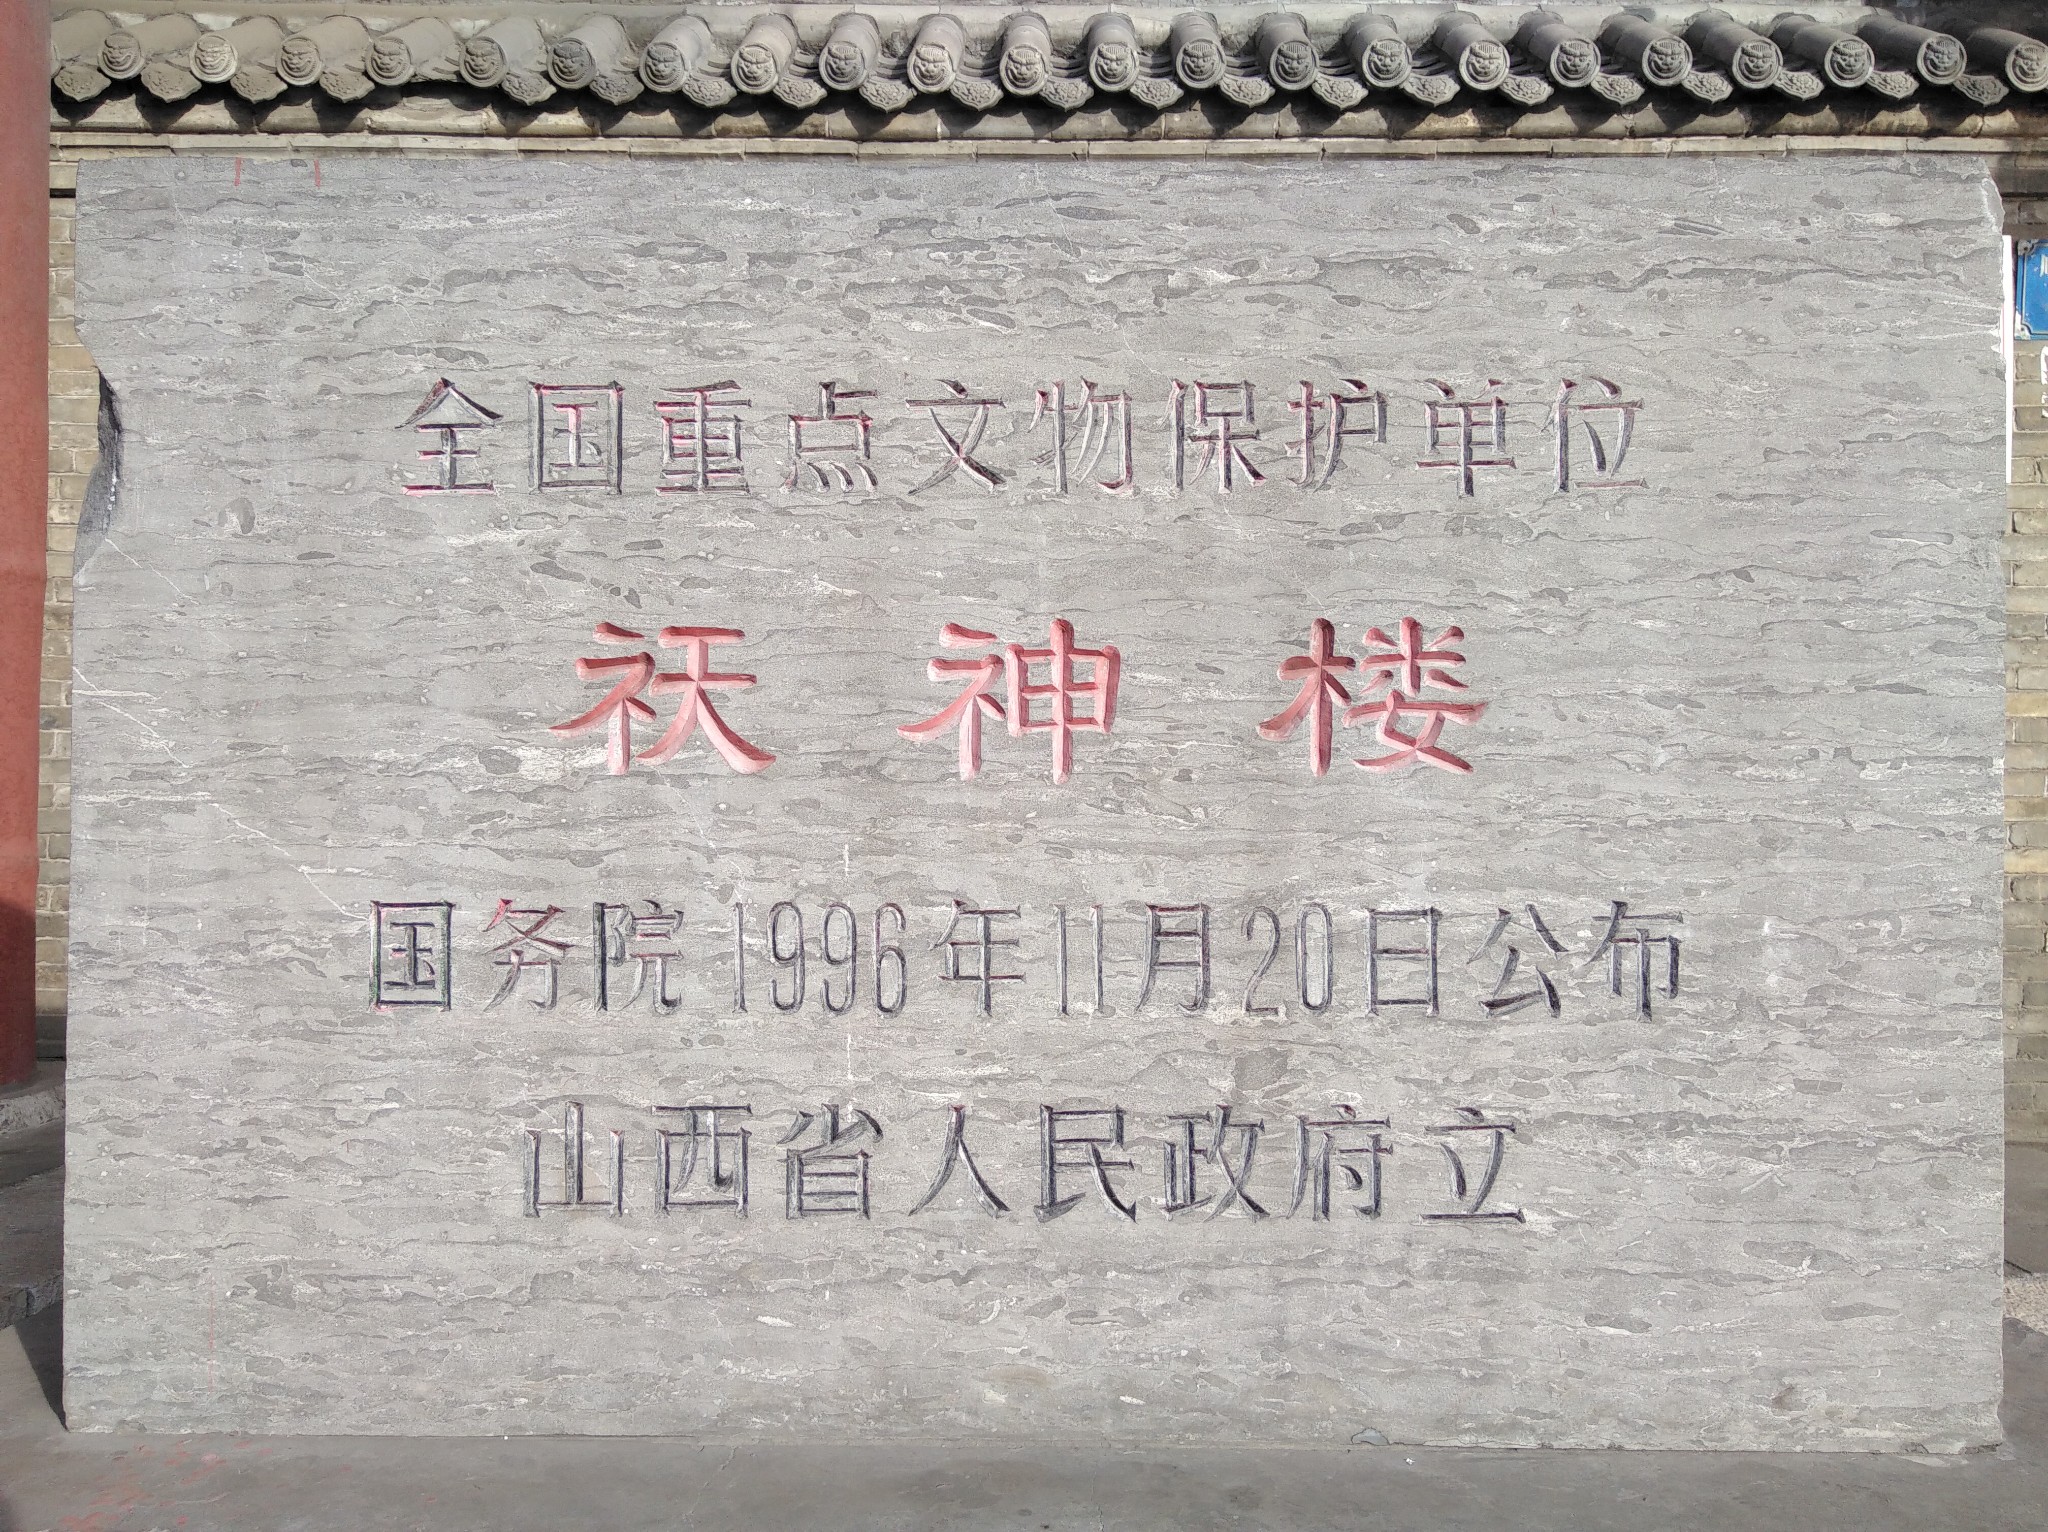 全国重点文物保护单位
祆神楼
国务院1996年11月20日公布
山西省人民政府立